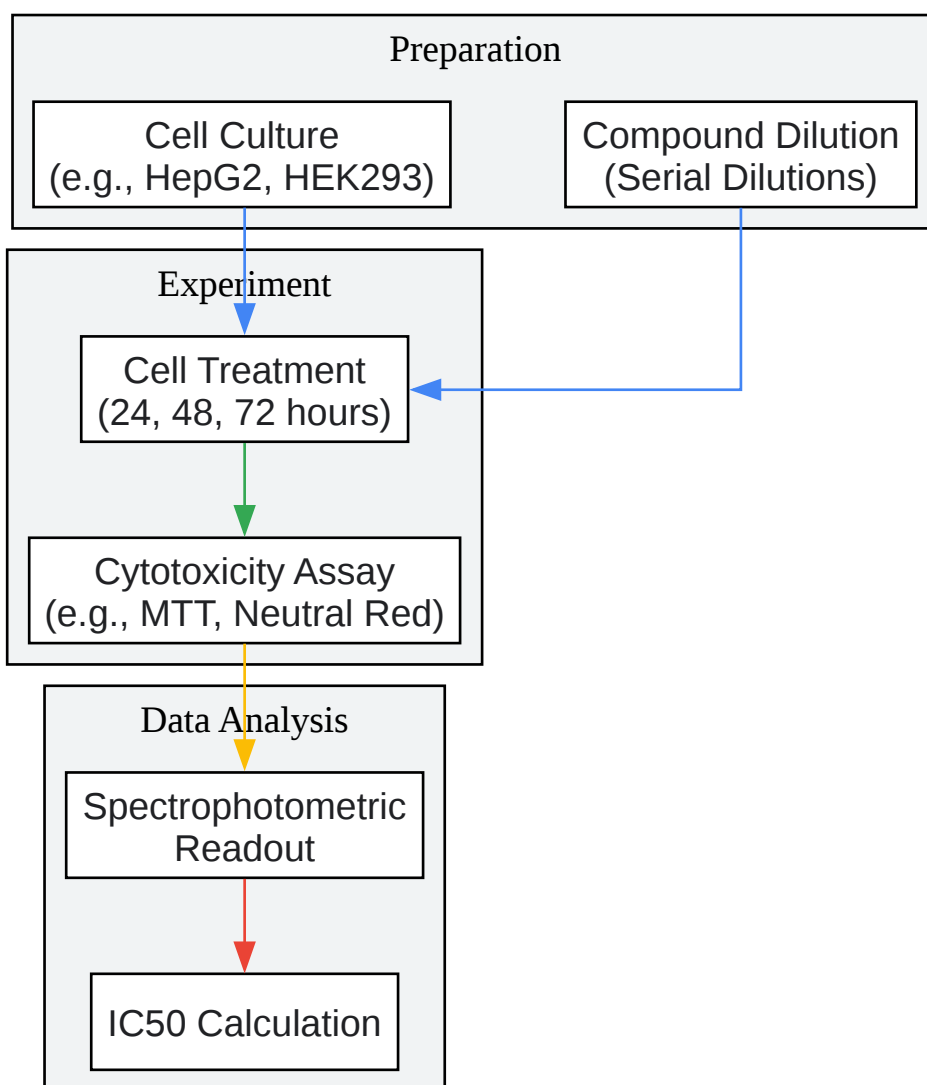 Preparation
Cell Culture
(e.g., HepG2, HEK293)
Compound Dilution
(Serial Dilutions)
Experiment
Cell Treatment
(24, 48, 72 hours)
Cytotoxicity Assay
(e.g., MTT, Neutral Red)
Data Analysis
Spectrophotometric
Readout
IC50 Calculation